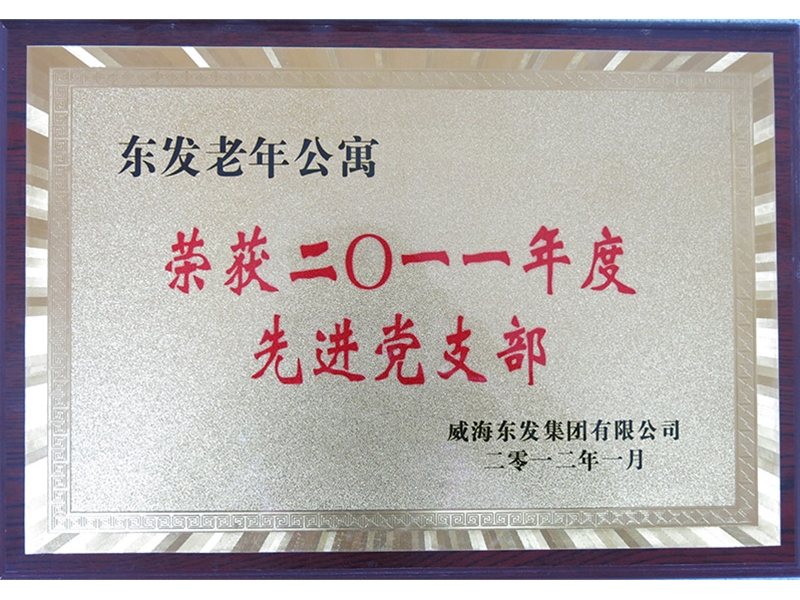 东发老年公寓
荣获二〇一一年度
先进党支部
威海东发集团有限公司
二零一二年一月